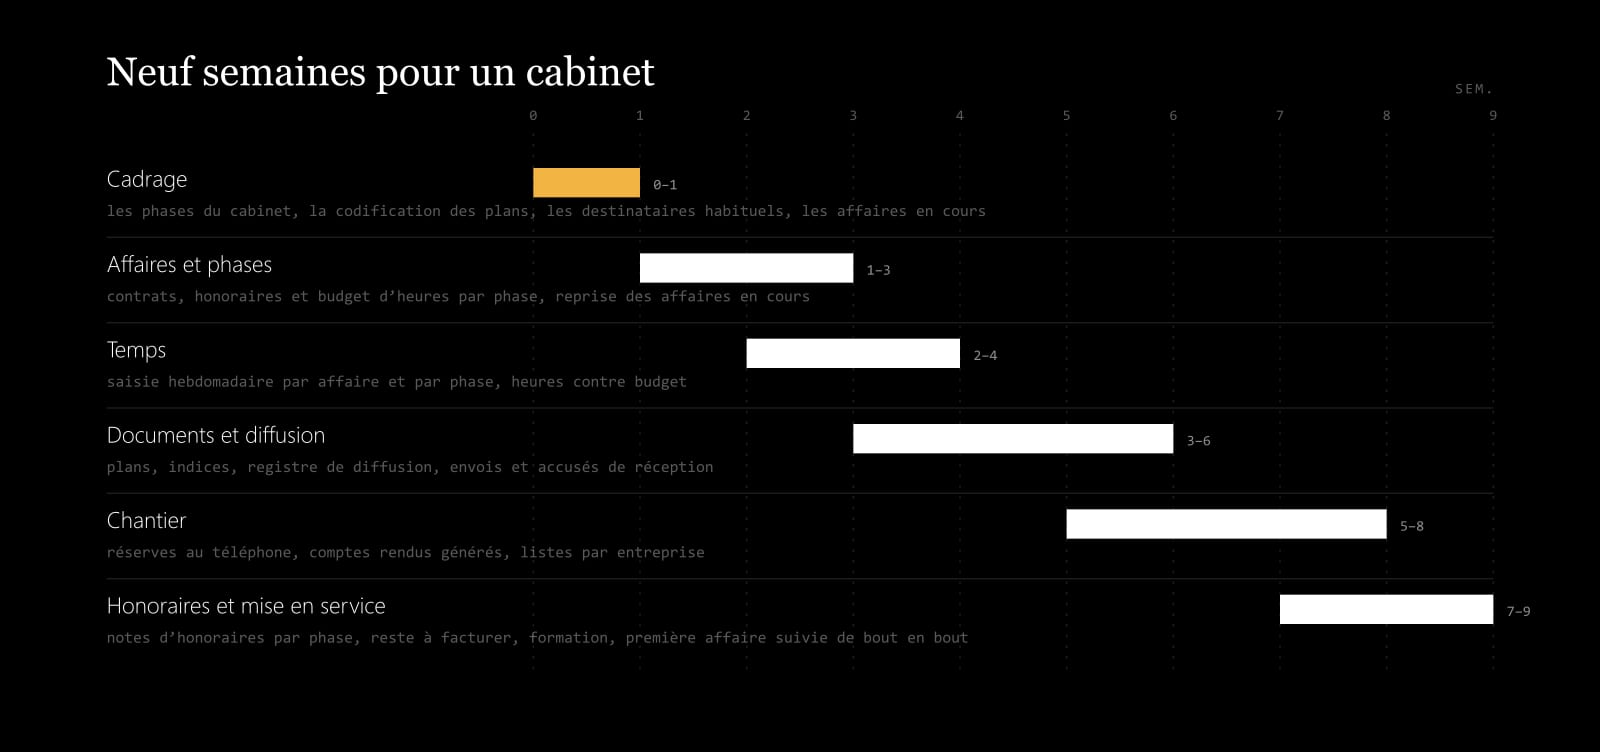 Neuf semaines pour un cabinet
SEM.
0 1 2 3 4 5 6 7 8 9
Cadrage
0–1
les phases du cabinet, la codification des plans, les destinataires habituels, les affaires en cours
Affaires et phases
1–3
contrats, honoraires et budget d’heures par phase, reprise des affaires en cours
Temps
2–4
saisie hebdomadaire par affaire et par phase, heures contre budget
Documents et diffusion
3–6
plans, indices, registre de diffusion, envois et accusés de réception
Chantier
5–8
réserves au téléphone, comptes rendus générés, listes par entreprise
Honoraires et mise en service
7–9
notes d’honoraires par phase, reste à facturer, formation, première affaire suivie de bout en bout